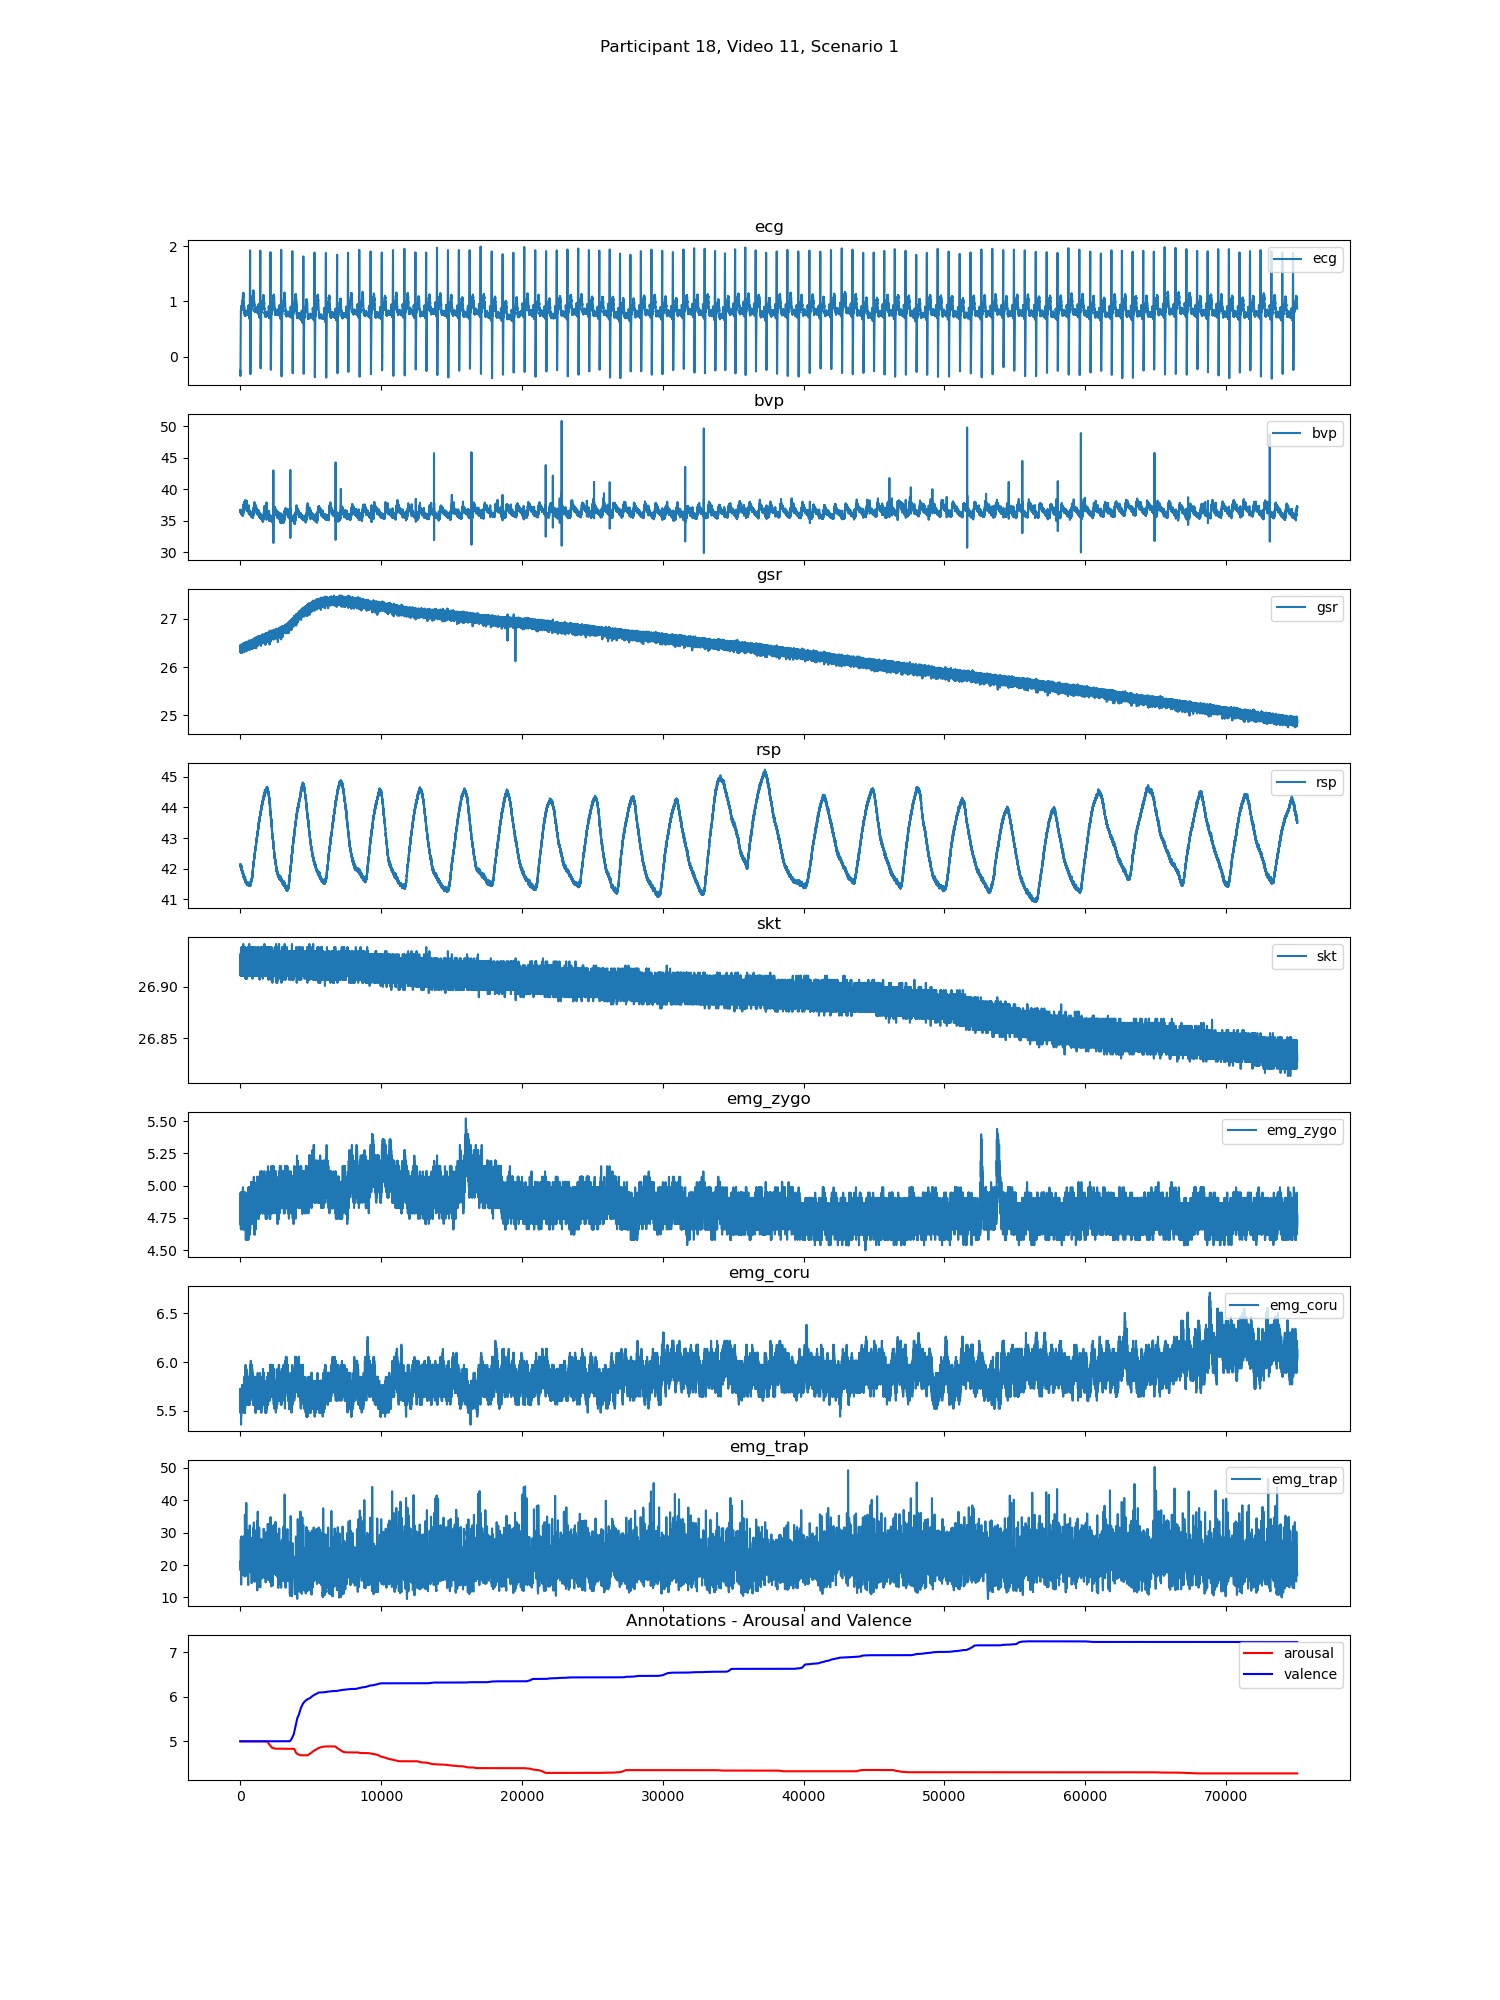 Participant 18, Video 11, Scenario 1
ecg
2
1
0
ecg
bvp
50
45
40
35
30
bvp
gsr
27
26
25
gsr
rsp
45
44
43
42
41
rsp
skt
26.90
26.85
skt
emg_zygo
5.50
5.25
5.00
4.75
4.50
emg_zygo
emg_coru
6.5
6.0
5.5
emg_coru
emg_trap
50
40
30
20
10
emg_trap
Annotations - Arousal and Valence
7
6
5
arousal
valence
0 10000 20000 30000 40000 50000 60000 70000